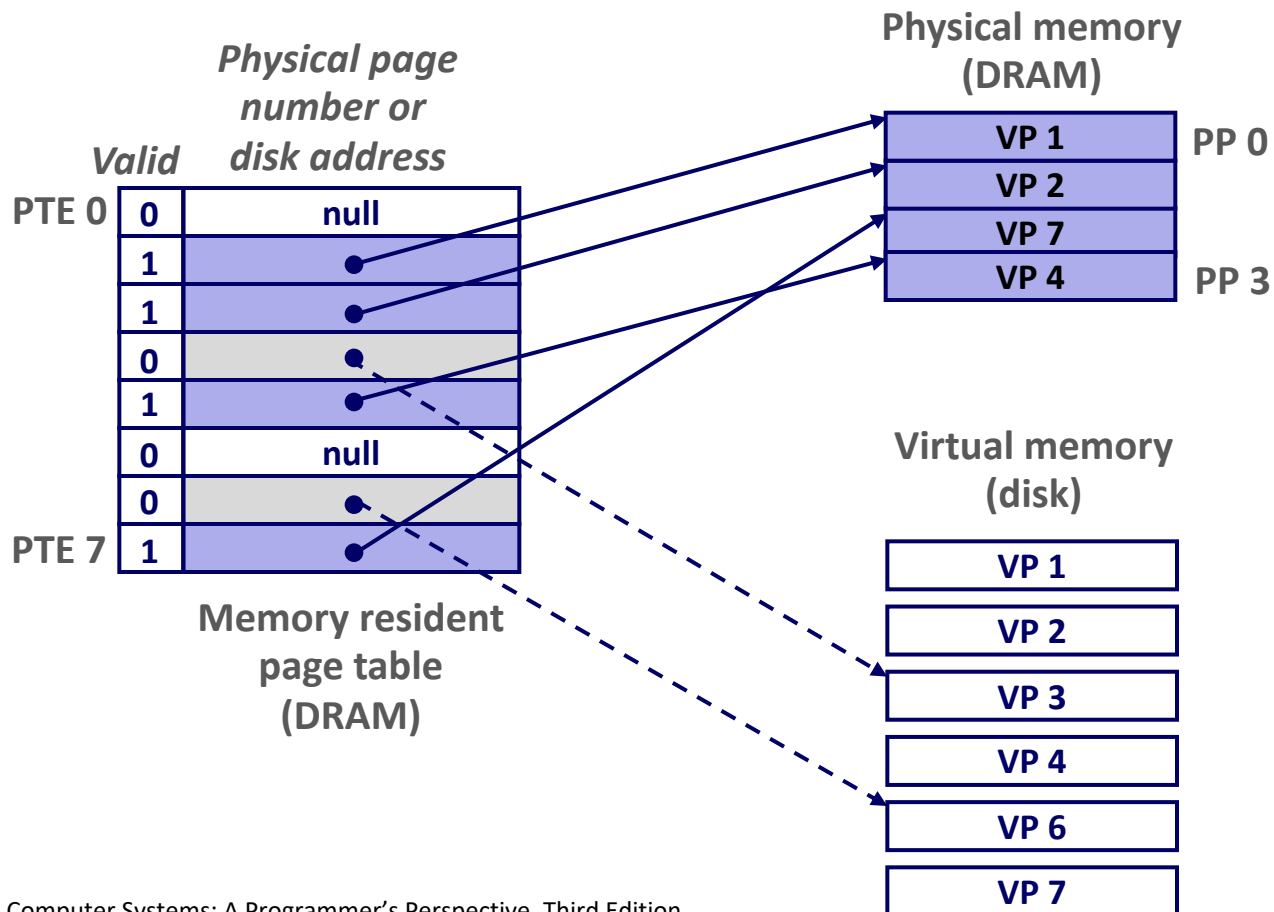 Physical page
number or
disk address
Valid
PTE 0
0
null
1
1
0
1
0
null
0
PTE 7
1
Memory resident
page table
(DRAM)
Physical memory
(DRAM)
VP 1
PP 0
VP 2
VP 7
VP 4
PP 3
Virtual memory
(disk)
VP 1
VP 2
VP 3
VP 4
VP 6
VP 7
Computer Systems: A Programmer's Perspective, Third Edition